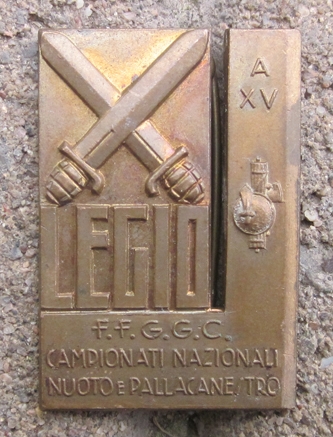 A
XV
LEGIO
F.F.G.G.C.
CAMPIONATI NAZIONALI
NUOTO E PALLACANESTRO